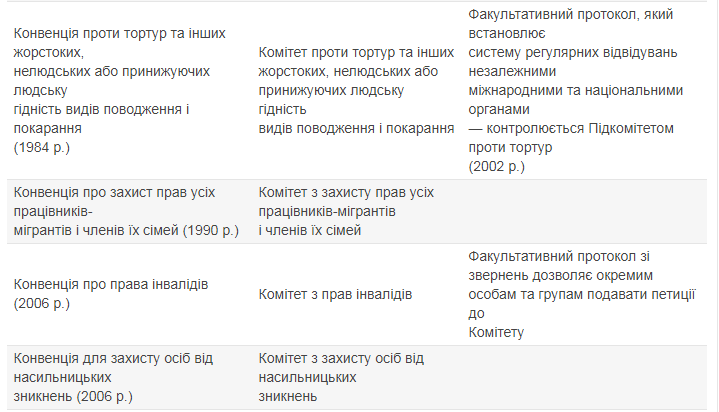 Конвенція проти тортур та інших
жорстоких,
нелюдських або принижуючих
людську
гідність видів поводження і
покарання
(1984 р.)
Комітет проти тортур та інших
жорстоких, нелюдських або
принижуючих людську
гідність
видів поводження і покарання
Факультативний протокол, який
встановлює
систему регулярних відвідувань
незалежними
міжнародними та національними
органами
— контролюється Підкомітетом
проти тортур
(2002 р.)
Конвенція про захист прав усіх
працівників-
мігрантів і членів їх сімей (1990 р.)
Комітет з захисту прав усіх
працівників-мігрантів
і членів їх сімей
Конвенція про права інвалідів
(2006 р.)
Комітет з прав інвалідів
Факультативний протокол зі
звернень дозволяє окремим
особам та групам подавати петиції
до
Комітету
Конвенція для захисту осіб від
насильницьких
зникнень (2006 р.)
Комітет з захисту осіб від
насильницьких
зникнень